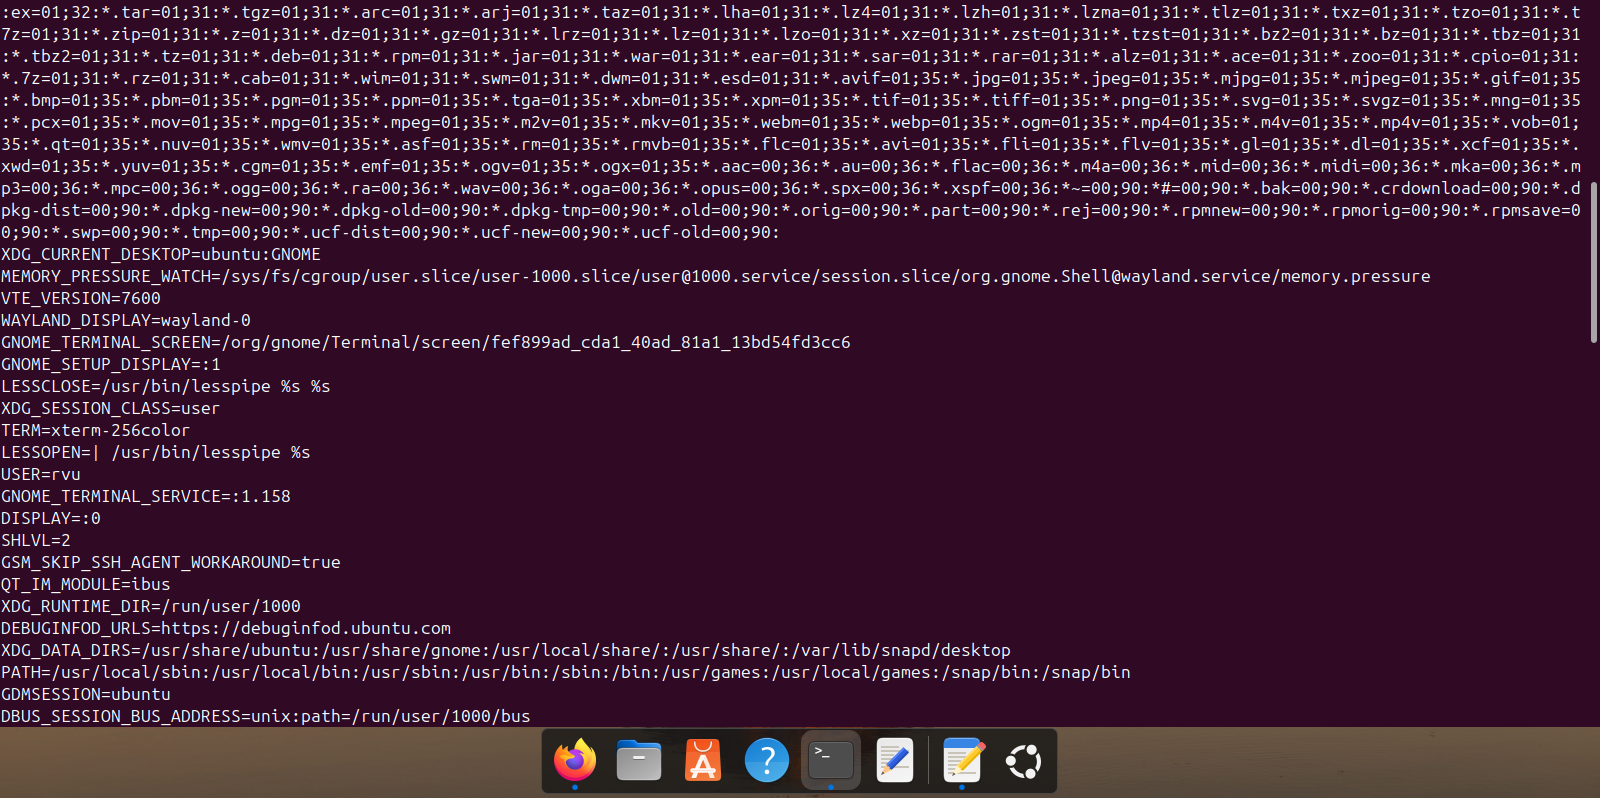 :ex=01;32:*.tar=01;31:*.tgz=01;31:*.arc=01;31:*.arj=01;31:*.taz=01;31:*.lha=01;31:*.lz4=01;31:*.lzh=01;31:*.lzma=01;31:*.tlz=01;31:*.txz=01;31:*.tzo=01;31:*.t
7z=01;31:*.zip=01;31:*.z=01;31:*.dz=01;31:*.gz=01;31:*.lrz=01;31:*.lz=01;31:*.lzo=01;31:*.xz=01;31:*.zst=01;31:*.tzst=01;31:*.bz2=01;31:*.bz=01;31:*.tbz=01;31
:*.tbz2=01;31:*.tz=01;31:*.deb=01;31:*.rpm=01;31:*.jar=01;31:*.war=01;31:*.ear=01;31:*.sar=01;31:*.rar=01;31:*.alz=01;31:*.ace=01;31:*.zoo=01;31:*.cpio=01;31:
*.7z=01;31:*.rz=01;31:*.cab=01;31:*.wim=01;31:*.swm=01;31:*.dwm=01;31:*.esd=01;31:*.avif=01;35:*.jpg=01;35:*.jpeg=01;35:*.mjpg=01;35:*.mjpeg=01;35:*.gif=01;35
:*.bmp=01;35:*.pbm=01;35:*.pgm=01;35:*.ppm=01;35:*.tga=01;35:*.xbm=01;35:*.xpm=01;35:*.tif=01;35:*.tiff=01;35:*.png=01;35:*.svg=01;35:*.svgz=01;35:*.mng=01;35
:*.pcx=01;35:*.mov=01;35:*.mpg=01;35:*.mpeg=01;35:*.m2v=01;35:*.mkv=01;35:*.webm=01;35:*.webp=01;35:*.ogm=01;35:*.mp4=01;35:*.m4v=01;35:*.mp4v=01;35:*.vob=01;
35:*.qt=01;35:*.nuv=01;35:*.wmv=01;35:*.asf=01;35:*.rm=01;35:*.rmvb=01;35:*.flc=01;35:*.avi=01;35:*.fli=01;35:*.flv=01;35:*.gl=01;35:*.dl=01;35:*.xcf=01;35:*.
xwd=01;35:*.yuv=01;35:*.cgm=01;35:*.emf=01;35:*.ogv=01;35:*.ogx=01;35:*.aac=00;36:*.au=00;36:*.flac=00;36:*.m4a=00;36:*.mid=00;36:*.midi=00;36:*.mka=00;36:*.m
p3=00;36:*.mpc=00;36:*.ogg=00;36:*.ra=00;36:*.wav=00;36:*.oga=00;36:*.opus=00;36:*.spx=00;36:*.xspf=00;36:*~=00;90:*#=00;90:*.bak=00;90:*.crdownload=00;90:*.d
pkg-dist=00;90:*.dpkg-new=00;90:*.dpkg-old=00;90:*.dpkg-tmp=00;90:*.old=00;90:*.orig=00;90:*.part=00;90:*.rej=00;90:*.rpmnew=00;90:*.rpmorig=00;90:*.rpmsave=0
0;90:*.swp=00;90:*.tmp=00;90:*.ucf-dist=00;90:*.ucf-new=00;90:*.ucf-old=00;90:
XDG_CURRENT_DESKTOP=ubuntu:GNOME
MEMORY_PRESSURE_WATCH=/sys/fs/cgroup/user.slice/user-1000.slice/user@1000.service/session.slice/org.gnome.Shell@wayland.service/memory.pressure
VTE_VERSION=7600
WAYLAND_DISPLAY=wayland-0
GNOME_TERMINAL_SCREEN=/org/gnome/Terminal/screen/fef899ad_cda1_40ad_81a1_13bd54fd3cc6
GNOME_SETUP_DISPLAY=:1
LESSCLOSE=/usr/bin/lesspipe %s %s
XDG_SESSION_CLASS=user
TERM=xterm-256color
LESSOPEN=| /usr/bin/lesspipe %s
USER=rvu
GNOME_TERMINAL_SERVICE=:1.158
DISPLAY=:0
SHLVL=2
GSM_SKIP_SSH_AGENT_WORKAROUND=true
QT_IM_MODULE=ibus
XDG_RUNTIME_DIR=/run/user/1000
DEBUGINFOD_URLS=https://debuginfod.ubuntu.com
XDG_DATA_DIRS=/usr/share/ubuntu:/usr/share/gnome:/usr/local/share/:/usr/share/:/var/lib/snapd/desktop
PATH=/usr/local/sbin:/usr/local/bin:/usr/sbin:/usr/bin:/sbin:/bin:/usr/games:/usr/local/games:/snap/bin:/snap/bin
GDMSESSION=ubuntu
DBUS_SESSION_BUS_ADDRESS=unix:path=/run/user/1000/bus